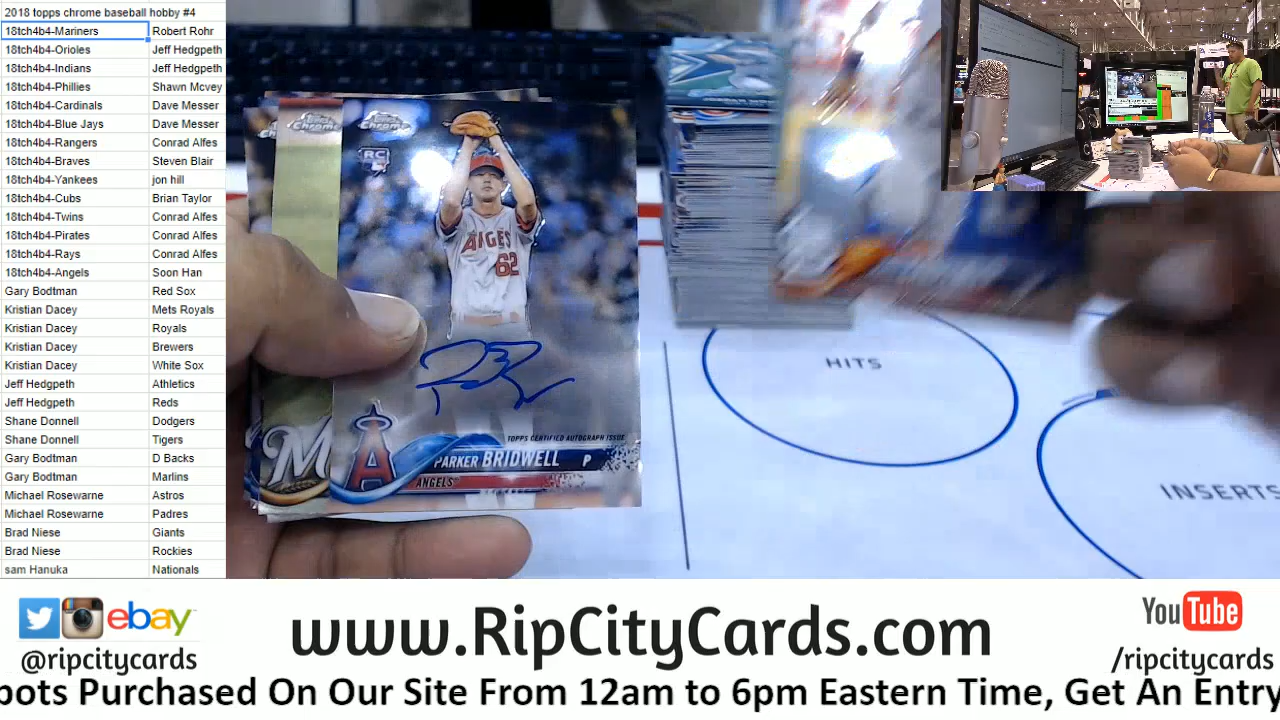 2018 topps chrome baseball hobby #4
18tch4b4-Mariners Robert Rohr
18tch4b4-Orioles Jeff Hedgpeth
18tch4b4-Indians Jeff Hedgpeth
18tch4b4-Phillies Shawn Mcvey
18tch4b4-Cardinals Dave Messer
18tch4b4-Blue Jays Dave Messer
18tch4b4-Rangers Conrad Alfes
18tch4b4-Braves Steven Blair
18tch4b4-Yankees jon hill
18tch4b4-Cubs Brian Taylor
18tch4b4-Twins Conrad Alfes
18tch4b4-Pirates Conrad Alfes
18tch4b4-Rays Conrad Alfes
18tch4b4-Angels Soon Han
Gary Bodtman Red Sox
Kristian Dacey Mets Royals
Kristian Dacey Royals
Kristian Dacey Brewers
Kristian Dacey White Sox
Jeff Hedgpeth Athletics
Jeff Hedgpeth Reds
Shane Donnell Dodgers
Shane Donnell Tigers
Gary Bodtman D Backs
Gary Bodtman Marlins
Michael Rosewarne Astros
Michael Rosewarne Padres
Brad Niese Giants
Brad Niese Rockies
sam Hanuka Nationals
Topps Chrome
RC
ANGELS
62
TOPPS CERTIFIED AUTOGRAPH ISSUE
PARKER BRIDWELL P
ANGELS
M
A
HITS
INSERTS
ebay
@ripcitycards
www.RipCityCards.com
YouTube
/ripcitycards
pots Purchased On Our Site From 12am to 6pm Eastern Time, Get An Entry